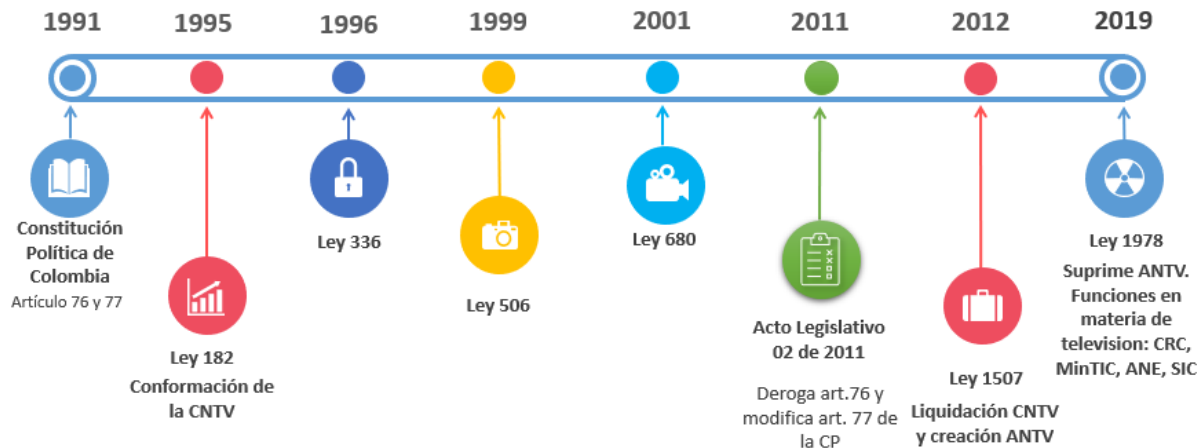 1991
1995
1996
1999
2001
2011
2012
2019
Constitución
Política de
Colombia
Artículo 76 y 77
Ley 182
Conformación de
la CNTV
Ley 336
Ley 506
Ley 680
Acto Legislativo
02 de 2011
Deroga art.76 y
modifica art. 77 de
la CP
Ley 1507
Liquidación CNTV
y creación ANTV
Ley 1978
Suprime ANTV.
Funciones en
materia de
television: CRC,
MinTIC, ANE, SIC